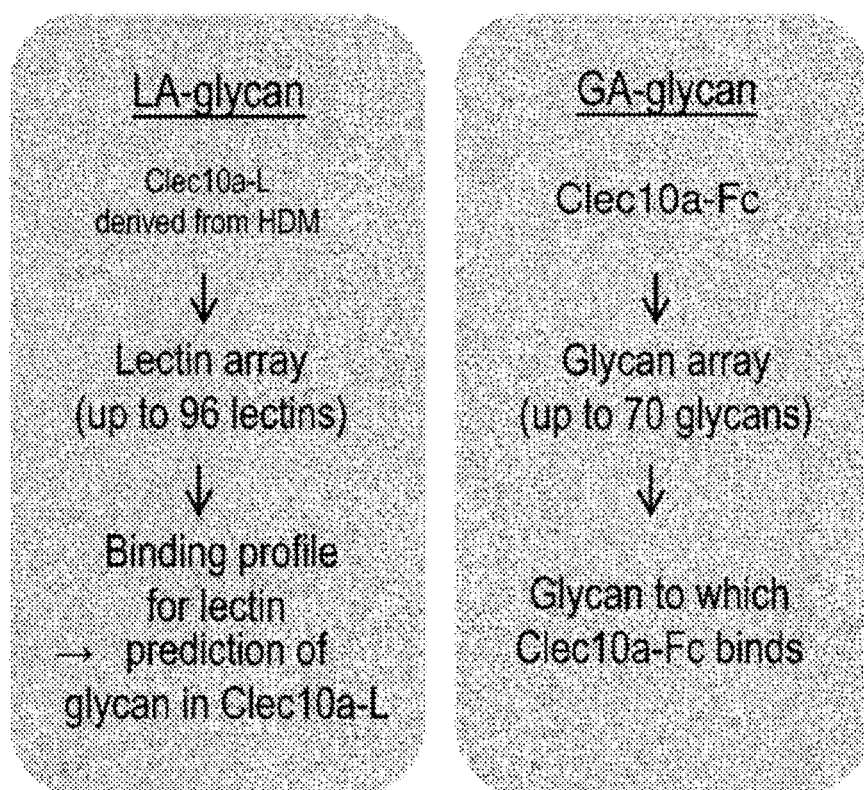 LA-glycan
Clec10a-L
derived from HDM
↓
Lectin array
(up to 96 lectins)
↓
Binding profile
for lectin
→ prediction of
glycan in Clec10a-L
GA-glycan
Clec10a-Fc
↓
Glycan array
(up to 70 glycans)
↓
Glycan to which
Clec10a-Fc binds